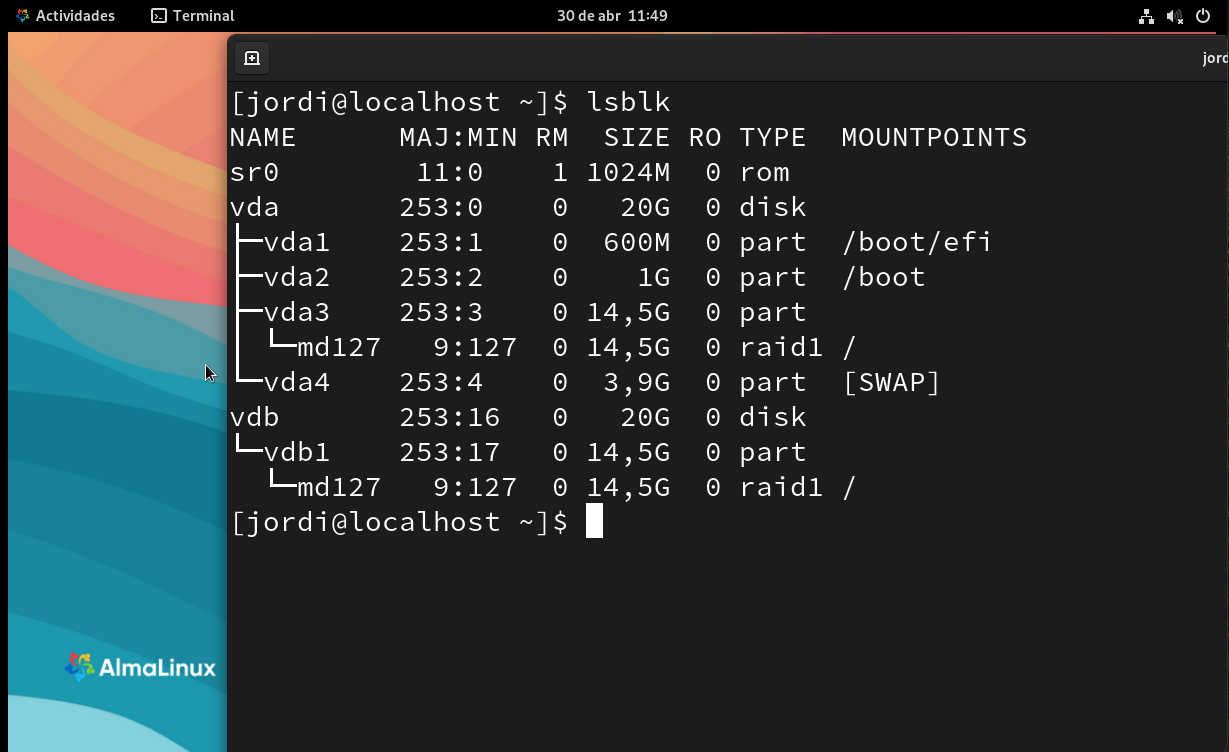 Actividades Terminal 30 de abr 11:49
jord
[jordi@localhost ~]$ lsblk
NAME MAJ:MIN RM SIZE RO TYPE MOUNTPOINTS
sr0 11:0 1 1024M 0 rom
vda 253:0 0 20G 0 disk
├─vda1 253:1 0 600M 0 part /boot/efi
├─vda2 253:2 0 1G 0 part /boot
├─vda3 253:3 0 14,5G 0 part
│ └─md127 9:127 0 14,5G 0 raid1 /
└─vda4 253:4 0 3,9G 0 part [SWAP]
vdb 253:16 0 20G 0 disk
└─vdb1 253:17 0 14,5G 0 part
  └─md127 9:127 0 14,5G 0 raid1 /
[jordi@localhost ~]$
AlmaLinux